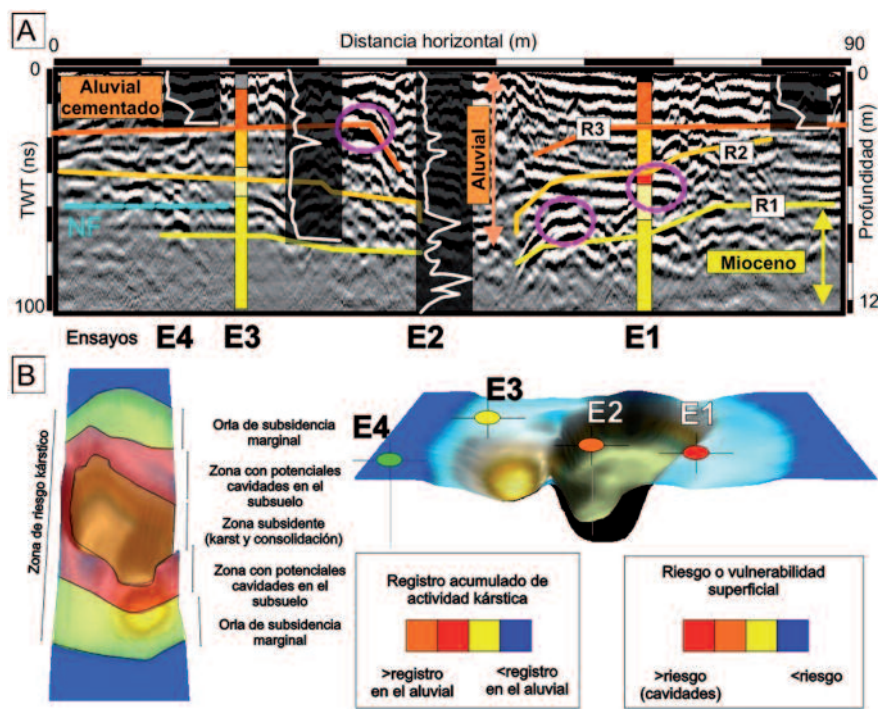 A
0
Distancia horizontal (m)
90
0
Aluvial
cementado
TWT (ns)
NF
Aluvial
R3
R2
R1
Mioceno
0
Profundidad (m)
100
12
Ensayos
E4
E3
E2
E1
B
Zona de riesgo kárstico
Orla de subsidencia
marginal
Zona con potenciales
cavidades en el
subsuelo
Zona subsidente
(karst y consolidación)
Zona con potenciales
cavidades en el
subsuelo
Orla de subsidencia
marginal
E4
E3
E2
E1
Registro acumulado de
actividad kárstica
>registro
en el aluvial
<registro
en el aluvial
Riesgo o vulnerabilidad
superficial
>riesgo
(cavidades)
<riesgo